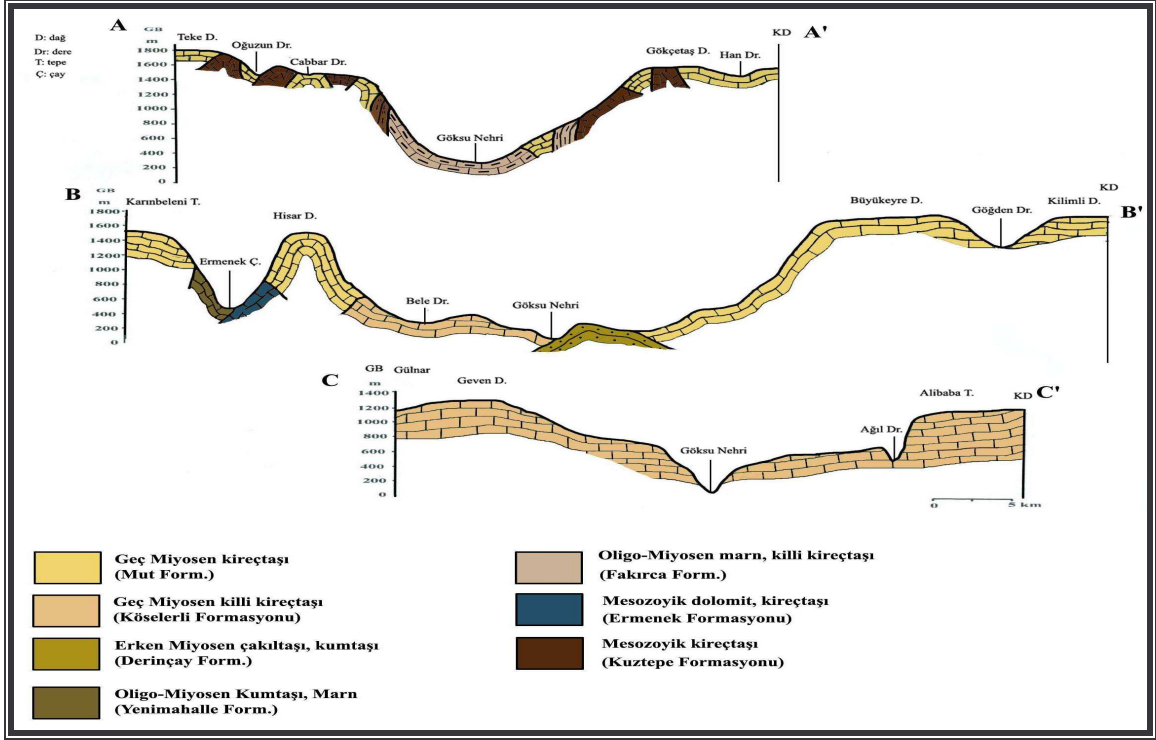 D: dağ
Dr: dere
T: tepe
Ç: çay
A
GB
m
Teke D.
Oğuzun Dr.
Cabbar Dr.
Göksu Nehri
Gökçetaş D.
Han Dr.
KD
A'
1800
1600
1400
1200
1000
800
600
400
200
0
B
GB
m
Karınbeleni T.
Ermenek Ç.
Hisar D.
Bele Dr.
Göksu Nehri
Büyükeyre D.
Göğden Dr.
Kilimli D.
KD
B'
1800
1600
1400
1200
1000
800
600
400
200
0
C
GB
m
Gülnar
Geven D.
Göksu Nehri
Ağıl Dr.
Alibaba T.
KD
C'
1400
1200
1000
800
600
400
200
0
0 5 km
Geç Miyosen kireçtaşı
(Mut Form.)
Geç Miyosen killi kireçtaşı
(Köselerli Formasyonu)
Erken Miyosen çakıltaşı, kumtaşı
(Derinçay Form.)
Oligo-Miyosen Kumtaşı, Marn
(Yenimahalle Form.)
Oligo-Miyosen marn, killi kireçtaşı
(Fakırca Form.)
Mesozoyik dolomit, kireçtaşı
(Ermenek Formasyonu)
Mesozoyik kireçtaşı
(Kuztepe Formasyonu)